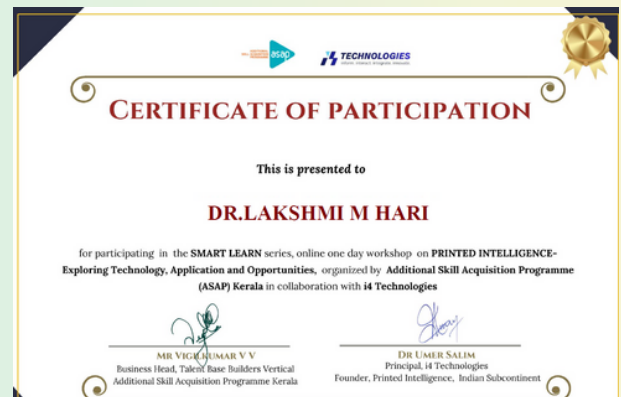 asap
TECHNOLOGIES
CERTIFICATE OF PARTICIPATION
This is presented to
DR.LAKSHMI M HARI
for participating in the SMART LEARN series, online one day workshop on PRINTED INTELLIGENCE-
Exploring Technology, Application and Opportunities, organized by Additional Skill Acquisition Programme
(ASAP) Kerala in collaboration with i4 Technologies
MR VIGILKUMAR V V
Business Head, Talent Base Builders Vertical
Additional Skill Acquisition Programme Kerala
DR UMER SALIM
Principal, i4 Technologies
Founder, Printed Intelligence, Indian Subcontinent